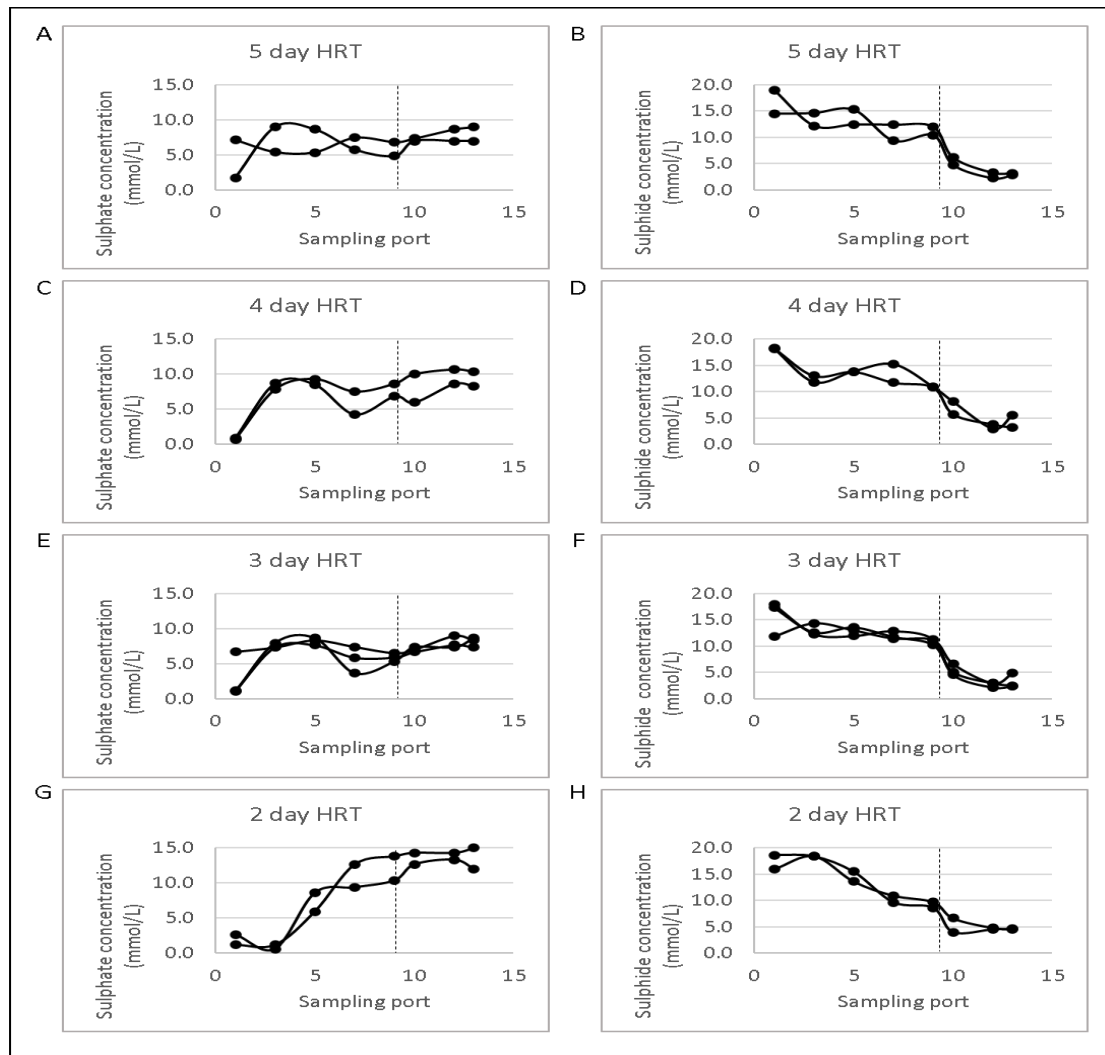 A
5 day HRT
Sulphate concentration
(mmol/L)
15.0
10.0
5.0
0.0
0 5 10 15
Sampling port
B
5 day HRT
Sulphide concentration
(mmol/L)
20.0
15.0
10.0
5.0
0.0
0 5 10 15
Sampling port
C
4 day HRT
Sulphate concentration
(mmol/L)
15.0
10.0
5.0
0.0
0 5 10 15
Sampling port
D
4 day HRT
Sulphide concentration
(mmol/L)
20.0
15.0
10.0
5.0
0.0
0 5 10 15
Sampling port
E
3 day HRT
Sulphate concentration
(mmol/L)
15.0
10.0
5.0
0.0
0 5 10 15
Sampling port
F
3 day HRT
Sulphide concentration
(mmol/L)
20.0
15.0
10.0
5.0
0.0
0 5 10 15
Sampling port
G
2 day HRT
Sulphate concentration
(mmol/L)
15.0
10.0
5.0
0.0
0 5 10 15
Sampling port
H
2 day HRT
Sulphide concentration
(mmol/L)
20.0
15.0
10.0
5.0
0.0
0 5 10 15
Sampling port